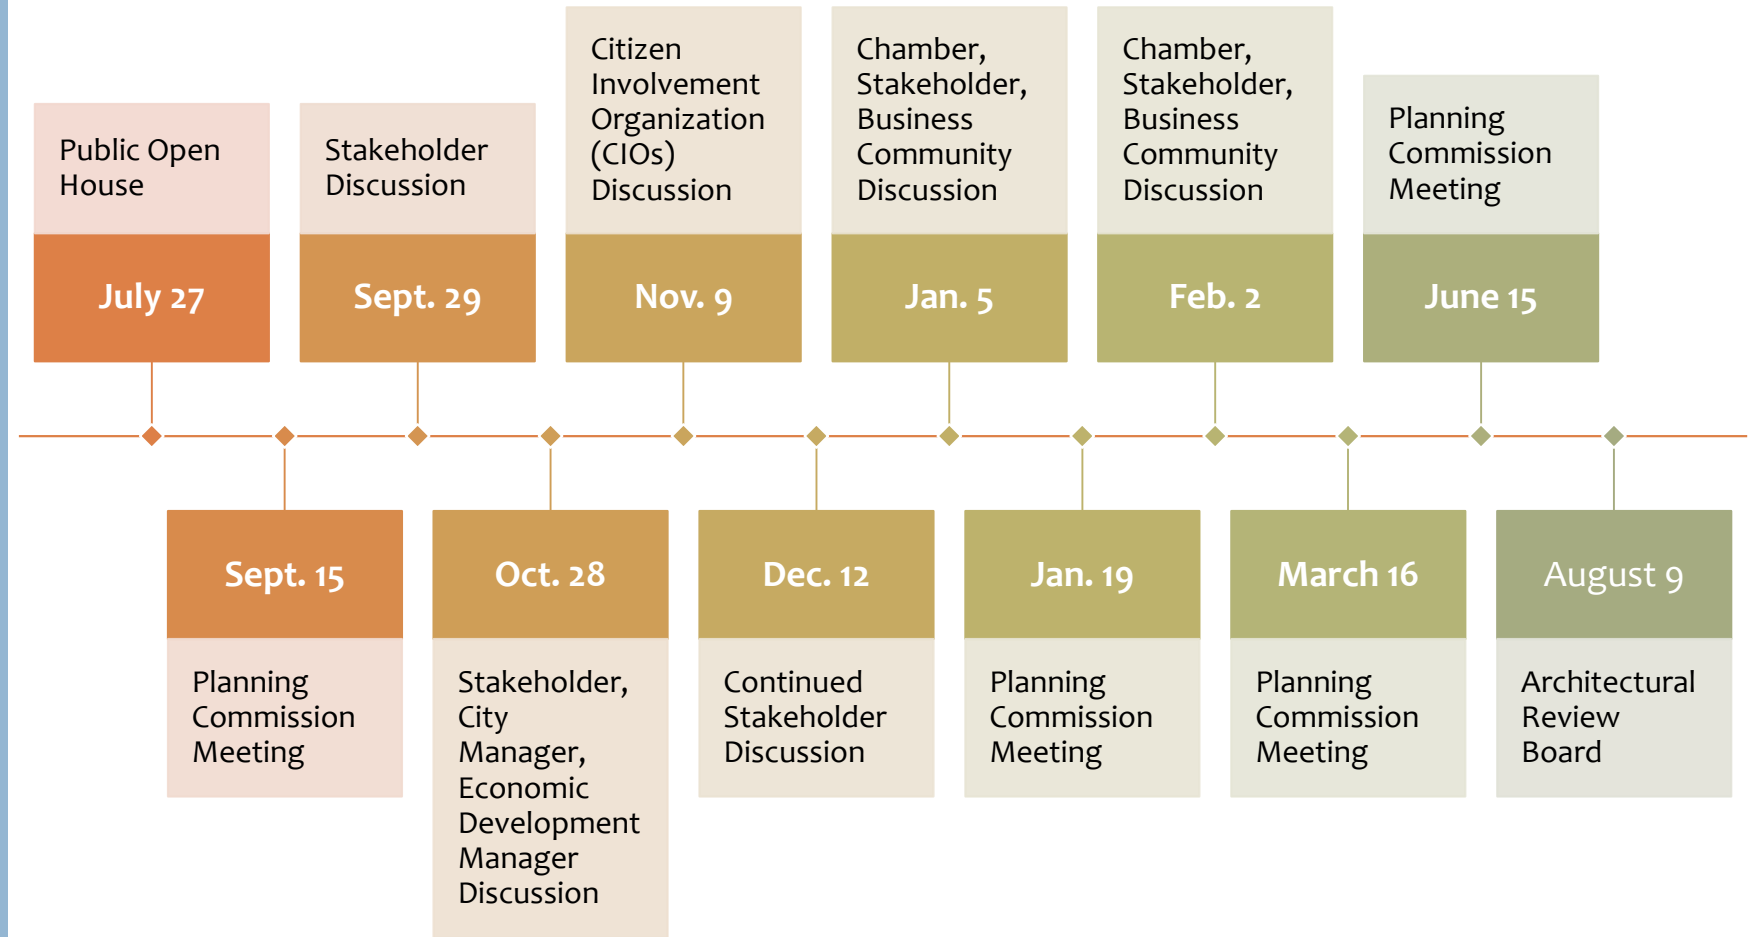 Public Open
House
July 27
Sept. 15
Planning
Commission
Meeting
Stakeholder
Discussion
Sept. 29
Oct. 28
Stakeholder,
City
Manager,
Economic
Development
Manager
Discussion
Citizen
Involvement
Organization
(CIOs)
Discussion
Nov. 9
Dec. 12
Continued
Stakeholder
Discussion
Chamber,
Stakeholder,
Business
Community
Discussion
Jan. 5
Jan. 19
Planning
Commission
Meeting
Chamber,
Stakeholder,
Business
Community
Discussion
Feb. 2
March 16
Planning
Commission
Meeting
Planning
Commission
Meeting
June 15
August 9
Architectural
Review
Board